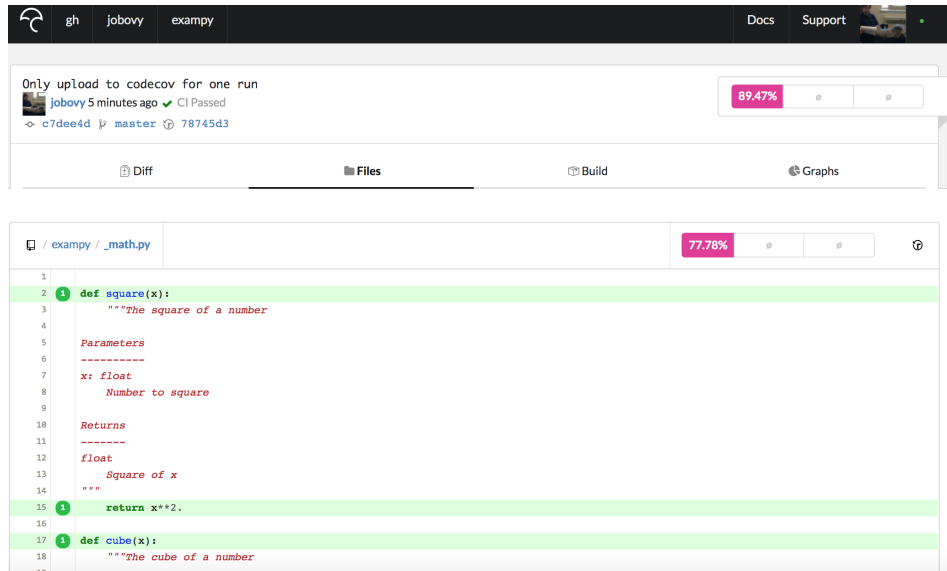 gh jobovy exampy Docs Support
Only upload to codecov for one run
89.47% ø ø
jobovy 5 minutes ago ✔ CI Passed
c7dee4d master 78745d3
Diff Files Build Graphs
/ exampy / _math.py 77.78% ø ø
1
2 1 def square(x):
3 """The square of a number
4
5 Parameters
6 ----------
7 x: float
8 Number to square
9
10 Returns
11 -------
12 float
13 Square of x
14 """
15 1 return x**2.
16
17 1 def cube(x):
18 """The cube of a number